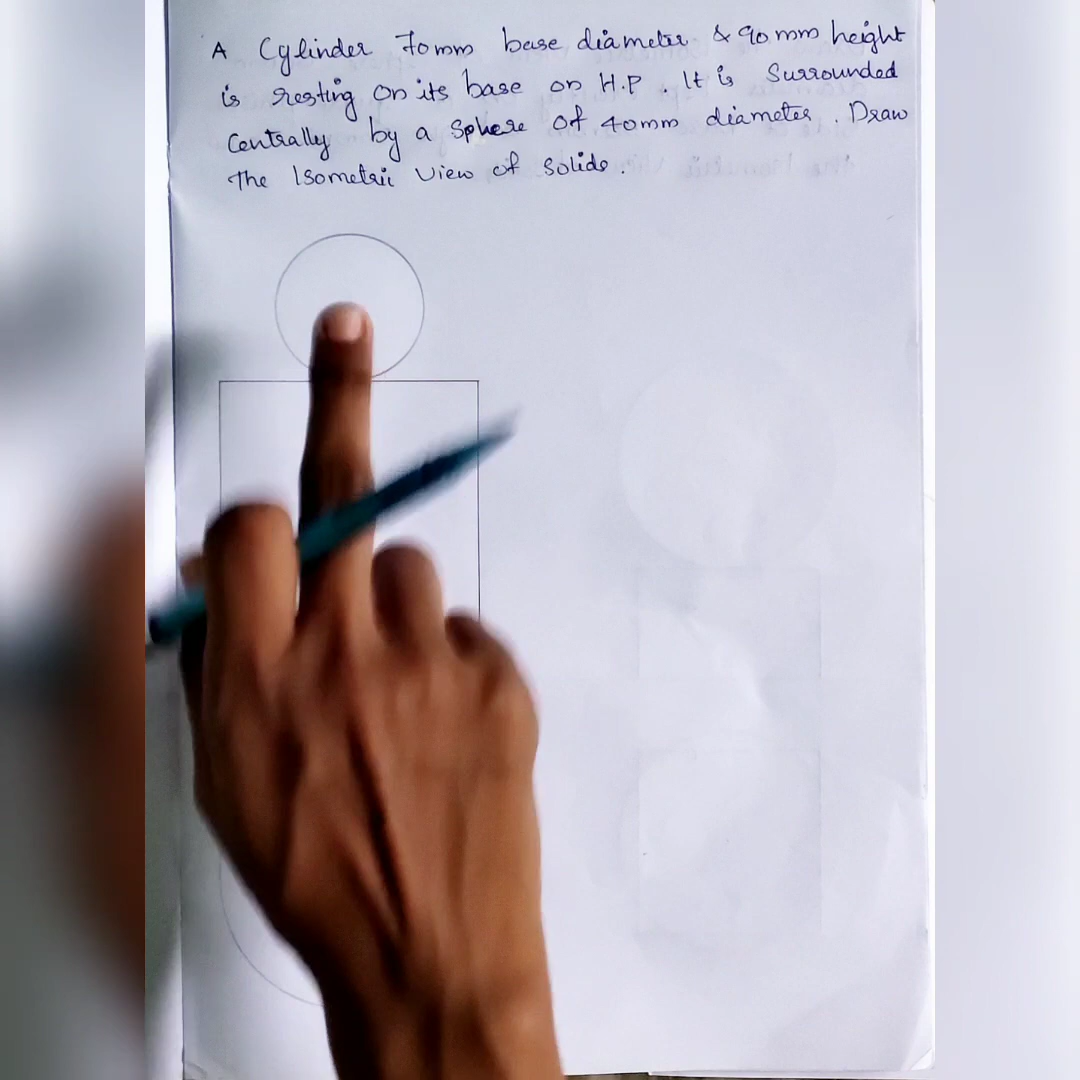 A Cylinder 70mm base diameter & 90mm height
is resting on its base on H.P. It is Surrounded
Centrally by a Sphere of 40mm diameter. Draw
the Isometric View of solids.